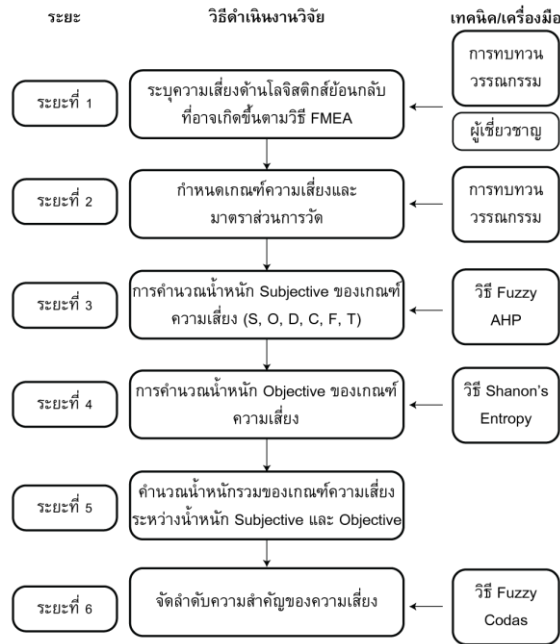 ระยะ
วิธีดำเนินงานวิจัย
เทคนิค/เครื่องมือ
ระยะที่ 1
ระบุความเสี่ยงด้านโลจิสติกส์ย้อนกลับ
ที่อาจเกิดขึ้นตามวิธี FMEA
การทบทวน
วรรณกรรม
ผู้เชี่ยวชาญ
ระยะที่ 2
กำหนดเกณฑ์ความเสี่ยงและ
มาตราส่วนการวัด
การทบทวน
วรรณกรรม
ระยะที่ 3
การคำนวณน้ำหนัก Subjective ของเกณฑ์
ความเสี่ยง (S, O, D, C, F, T)
วิธี Fuzzy
AHP
ระยะที่ 4
การคำนวณน้ำหนัก Objective ของเกณฑ์
ความเสี่ยง
วิธี Shanon’s
Entropy
ระยะที่ 5
คำนวณน้ำหนักรวมของเกณฑ์ความเสี่ยง
ระหว่างน้ำหนัก Subjective และ Objective
ระยะที่ 6
จัดลำดับความสำคัญของความเสี่ยง
วิธี Fuzzy
Codas